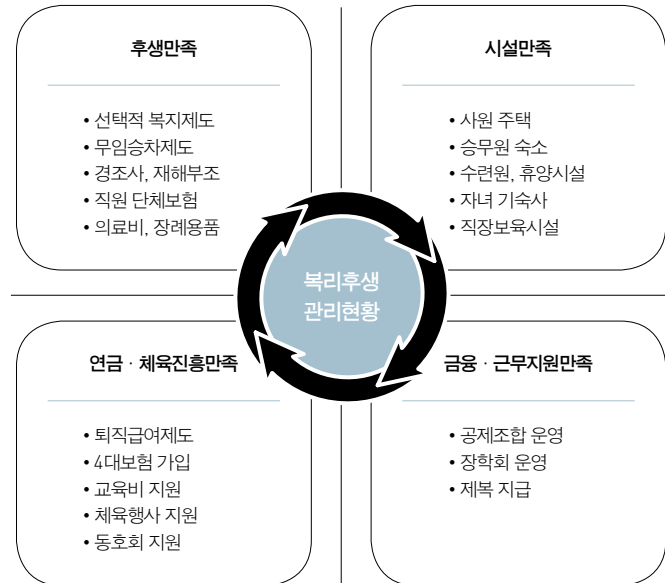 후생만족
• 선택적 복지제도
• 무임승차제도
• 경조사, 재해부조
• 직원 단체보험
• 의료비, 장례용품
시설만족
• 사원 주택
• 승무원 숙소
• 수련원, 휴양시설
• 자녀 기숙사
• 직장보육시설
복리후생
관리현황
연금 · 체육진흥만족
• 퇴직급여제도
• 4대보험 가입
• 교육비 지원
• 체육행사 지원
• 동호회 지원
금융 · 근무지원만족
• 공제조합 운영
• 장학회 운영
• 제복 지급